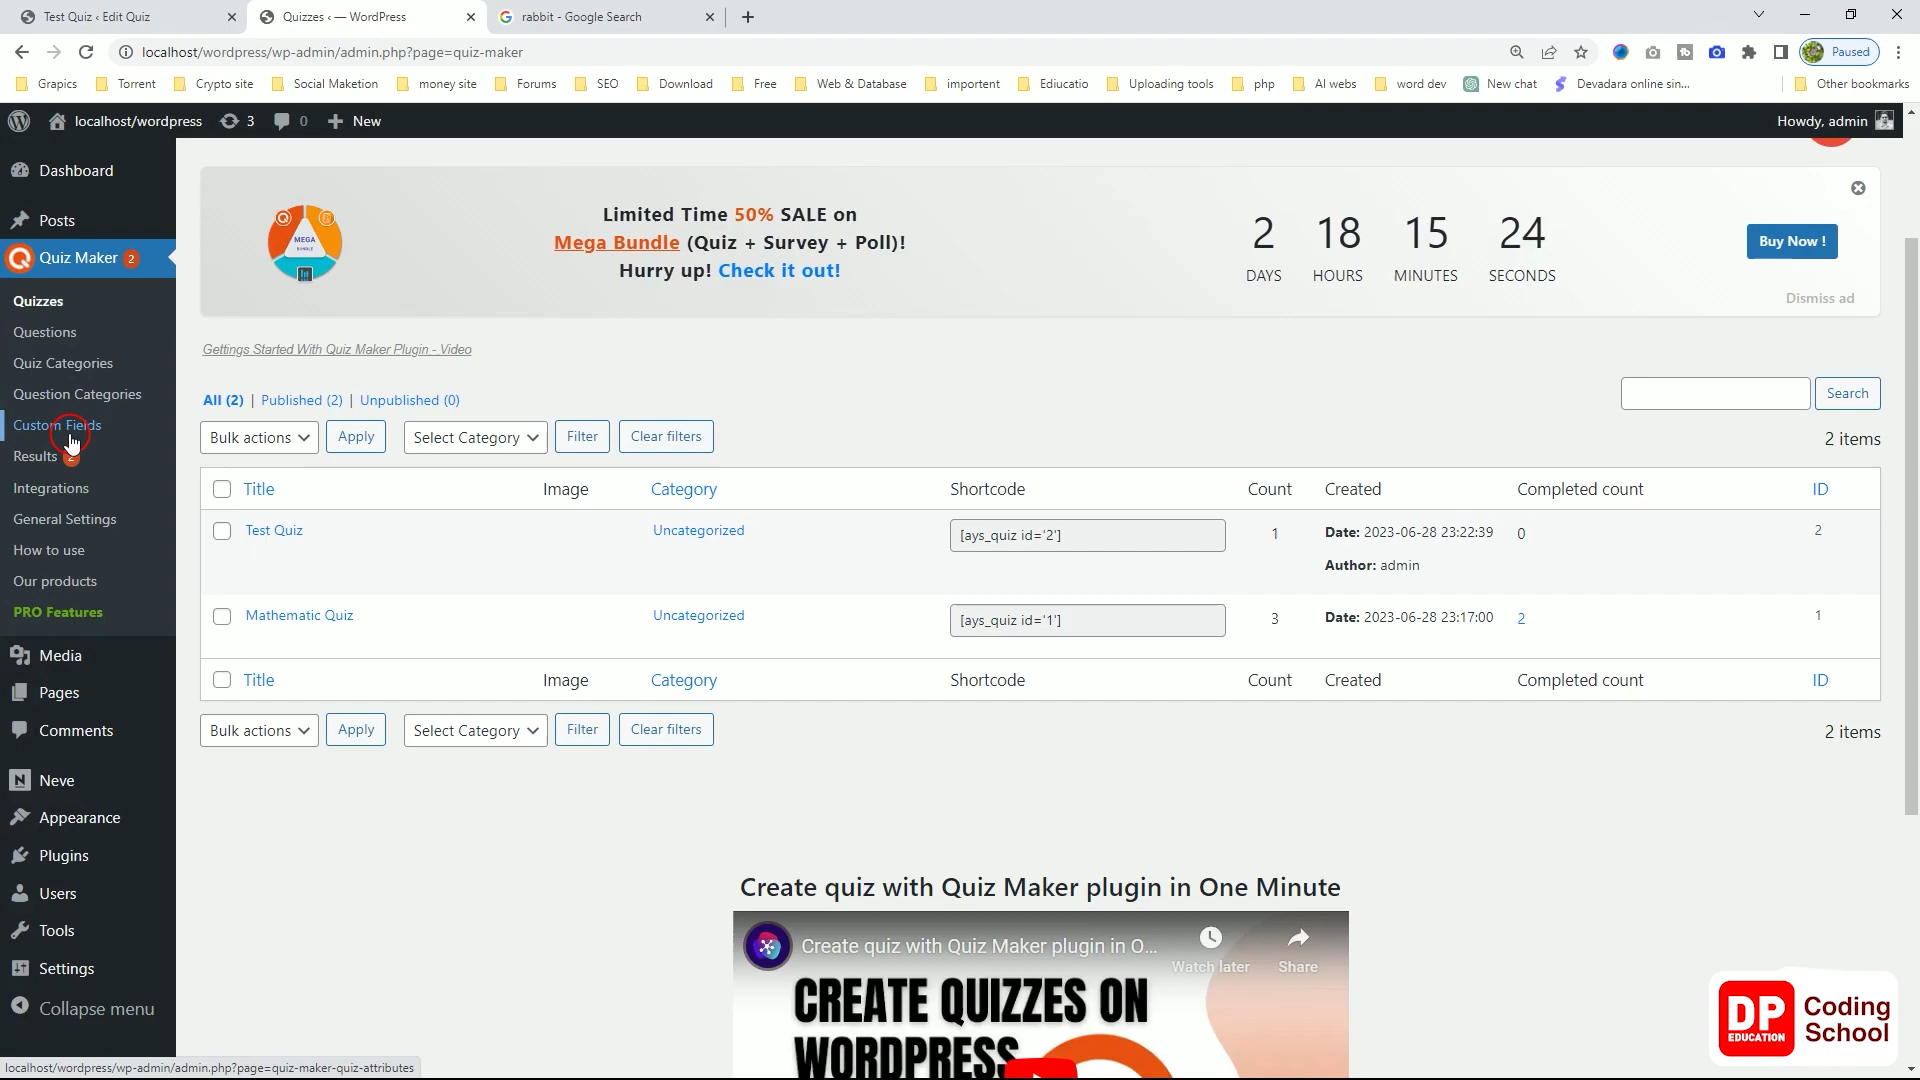 Test Quiz ‹ Edit Quiz
Quizzes ‹ — WordPress
rabbit - Google Search
localhost/wordpress/wp-admin/admin.php?page=quiz-maker
Paused
Grapics
Torrent
Crypto site
Social Maketion
money site
Forums
SEO
Download
Free
Web & Database
importent
Educatio
Uploading tools
php
AI webs
word dev
New chat
Devadara online sin...
Other bookmarks
localhost/wordpress
3
0
New
Howdy, admin
Dashboard
Posts
Quiz Maker 2
Quizzes
Questions
Quiz Categories
Question Categories
Custom Fields
Results 2
Integrations
General Settings
How to use
Our products
PRO Features
Media
Pages
Comments
Neve
Appearance
Plugins
Users
Tools
Settings
Collapse menu
MEGA
BUNDLE
Limited Time 50% SALE on
Mega Bundle (Quiz + Survey + Poll)!
Hurry up! Check it out!
2 18 15 24
DAYS HOURS MINUTES SECONDS
Buy Now !
Dismiss ad
Gettings Started With Quiz Maker Plugin - Video
All (2) | Published (2) | Unpublished (0)
Search
Bulk actions Apply Select Category Filter Clear filters
2 items
Title Image Category Shortcode Count Created Completed count ID
Test Quiz Uncategorized [ays_quiz id='2'] 1 Date: 2023-06-28 23:22:39 0 2
Author: admin
Mathematic Quiz Uncategorized [ays_quiz id='1'] 3 Date: 2023-06-28 23:17:00 2 1
Title Image Category Shortcode Count Created Completed count ID
Bulk actions Apply Select Category Filter Clear filters
2 items
Create quiz with Quiz Maker plugin in One Minute
Create quiz with Quiz Maker plugin in O...
Watch later
Share
CREATE QUIZZES ON
WORDPRESS
DP
EDUCATION
Coding
School
localhost/wordpress/wp-admin/admin.php?page=quiz-maker-quiz-attributes